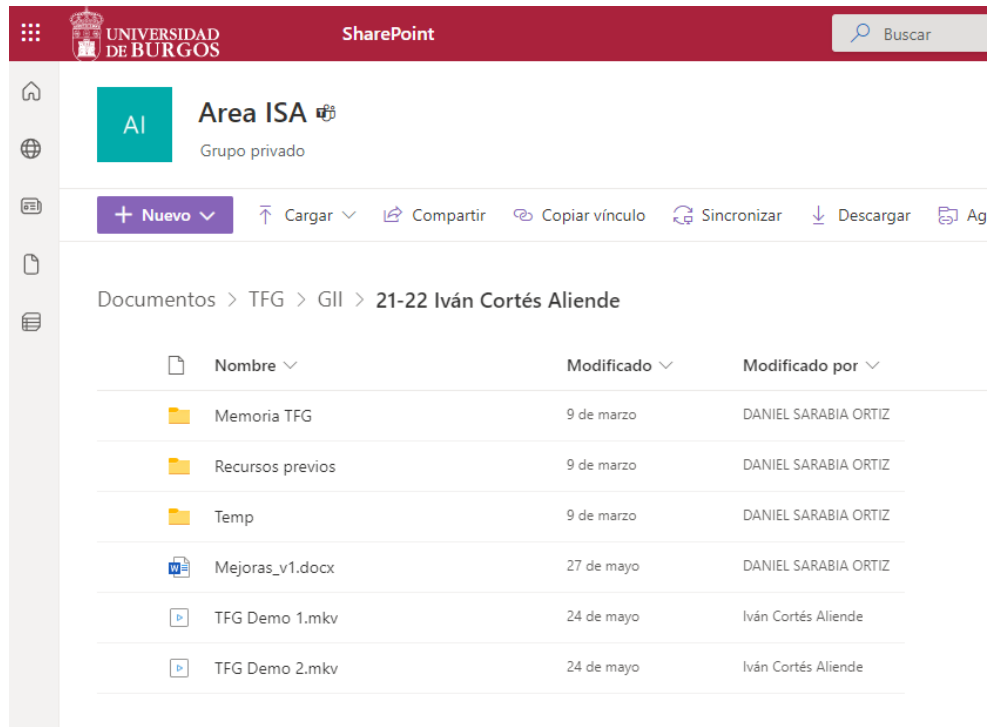 UNIVERSIDAD
DE BURGOS
SharePoint
Buscar
AI
Area ISA
Grupo privado
Nuevo
Cargar
Compartir
Copiar vínculo
Sincronizar
Descargar
Ag
Documentos > TFG > GII > 21-22 Iván Cortés Aliende
Nombre Modificado Modificado por
Memoria TFG 9 de marzo DANIEL SARABIA ORTIZ
Recursos previos 9 de marzo DANIEL SARABIA ORTIZ
Temp 9 de marzo DANIEL SARABIA ORTIZ
Mejoras_v1.docx 27 de mayo DANIEL SARABIA ORTIZ
TFG Demo 1.mkv 24 de mayo Iván Cortés Aliende
TFG Demo 2.mkv 24 de mayo Iván Cortés Aliende